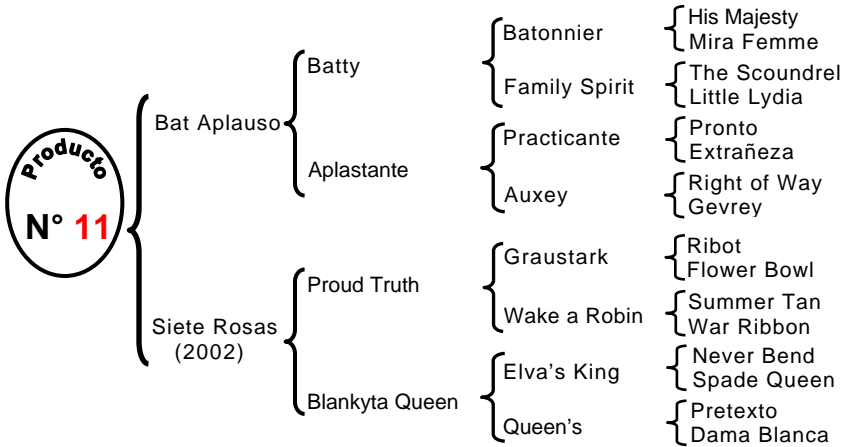 Producto
N° 11
Bat Aplauso
Siete Rosas
(2002)
Batty
Aplastante
Proud Truth
Blankyta Queen
Batonnier
Family Spirit
Practicante
Auxey
Graustark
Wake a Robin
Elva's King
Queen's
His Majesty
Mira Femme
The Scoundrel
Little Lydia
Pronto
Extrañeza
Right of Way
Gevrey
Ribot
Flower Bowl
Summer Tan
War Ribbon
Never Bend
Spade Queen
Pretexto
Dama Blanca